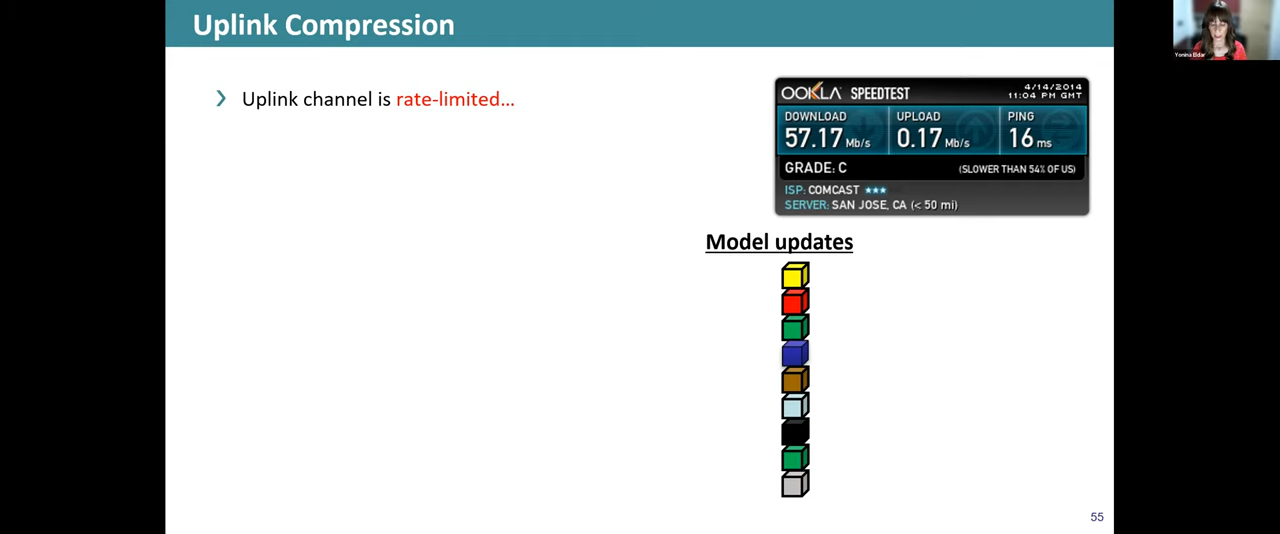 Uplink Compression
Yonina Eldar
❯ Uplink channel is rate-limited...
OOKLA SPEEDTEST
4/14/2014
11:04 PM GMT
DOWNLOAD UPLOAD PING
57.17 Mb/s 0.17 Mb/s 16 ms
GRADE: C (SLOWER THAN 54% OF US)
ISP: COMCAST ★★★
SERVER: SAN JOSE, CA (< 50 mi)
Model updates
55